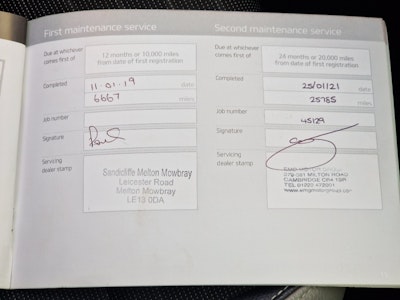 First maintenance service
Due at whichever comes first of
12 months or 10,000 miles
from date of first registration
Completed
11-01-19 date
6667 miles
Job number
Signature
Servicing dealer stamp
Sandicliffe Melton Mowbray
Leicester Road
Melton Mowbray
LE13 0DA
Second maintenance service
Due at whichever comes first of
24 months or 20,000 miles
from date of first registration
Completed
25/01/21 date
25785 miles
Job number
45129
Signature
Servicing dealer stamp
MILTON ROAD
CAMBRIDGE
TEL